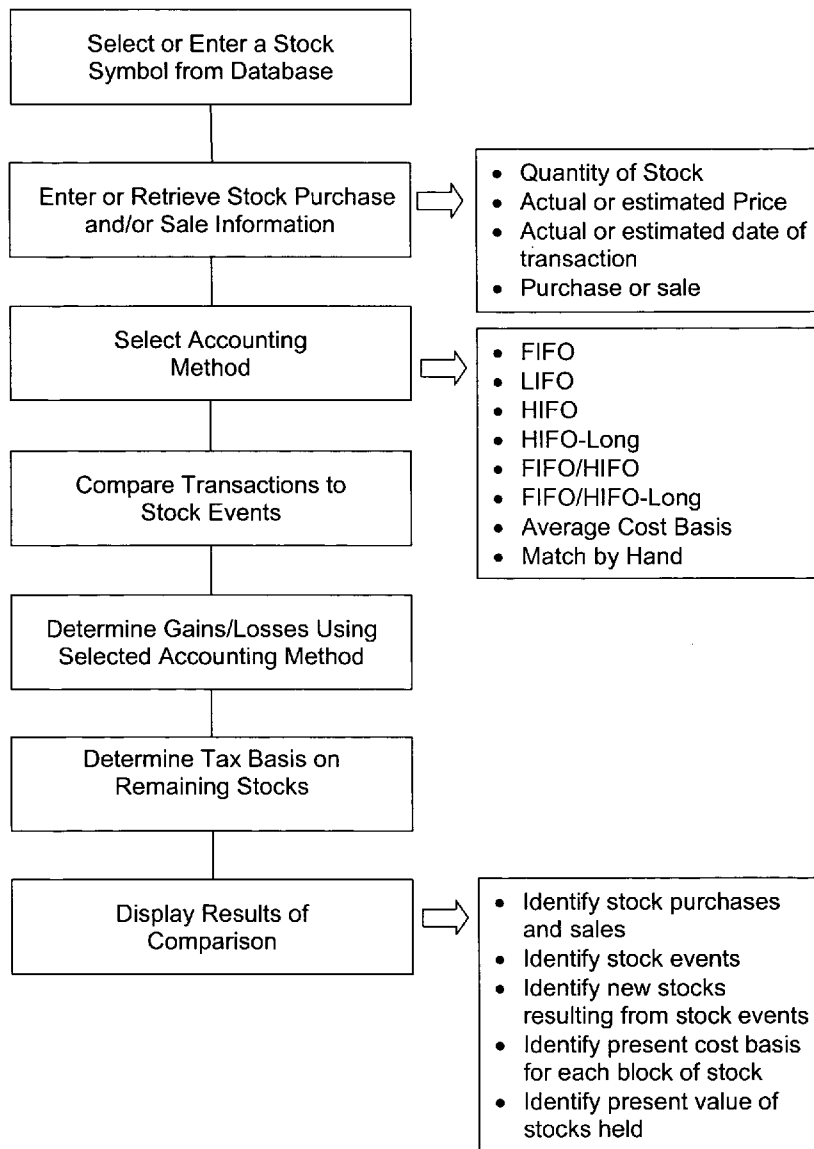 Select or Enter a Stock
Symbol from Database
Enter or Retrieve Stock Purchase
and/or Sale Information
• Quantity of Stock
• Actual or estimated Price
• Actual or estimated date of
transaction
• Purchase or sale
Select Accounting
Method
• FIFO
• LIFO
• HIFO
• HIFO-Long
• FIFO/HIFO
• FIFO/HIFO-Long
• Average Cost Basis
• Match by Hand
Compare Transactions to
Stock Events
Determine Gains/Losses Using
Selected Accounting Method
Determine Tax Basis on
Remaining Stocks
Display Results of
Comparison
• Identify stock purchases
and sales
• Identify stock events
• Identify new stocks
resulting from stock events
• Identify present cost basis
for each block of stock
• Identify present value of
stocks held